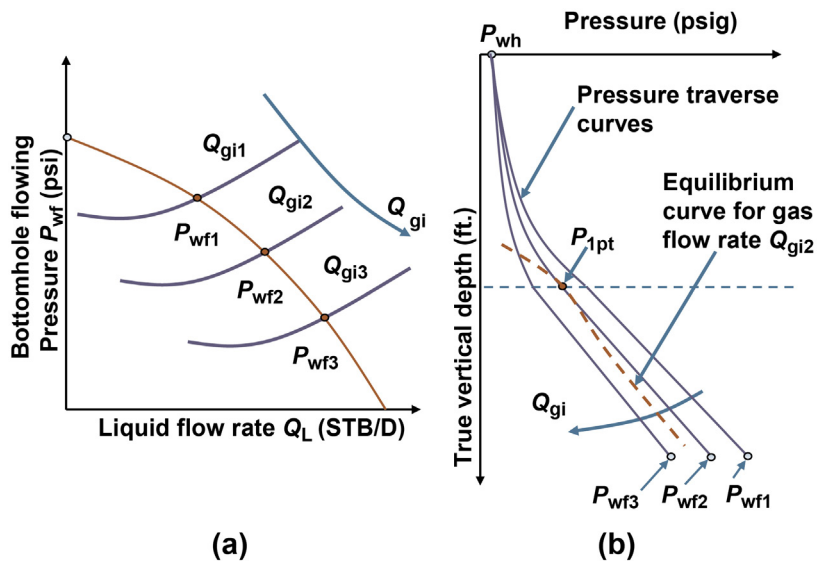 Bottomhole flowing
Pressure Pwf (psi)
Qgi1
Qgi2
Qgi3
Qgi
Pwf1
Pwf2
Pwf3
Liquid flow rate QL (STB/D)
(a)
Pressure (psig)
Pwh
Pressure traverse
curves
Equilibrium
curve for gas
flow rate Qgi2
P1pt
True vertical depth (ft.)
Qgi
Pwf3
Pwf2
Pwf1
(b)